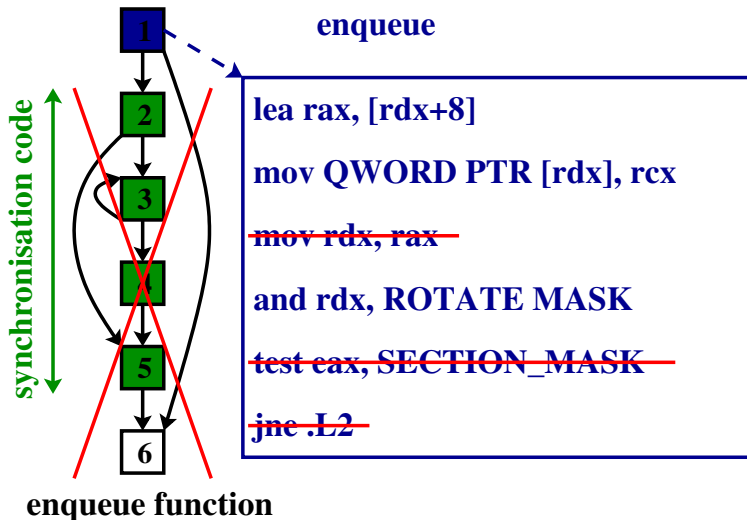 enqueue
1
2
3
4
5
6
synchronisation code
lea rax, [rdx+8]
mov QWORD PTR [rdx], rcx
mov rdx, rax
and rdx, ROTATE MASK
test eax, SECTION_MASK
jne .L2
enqueue function